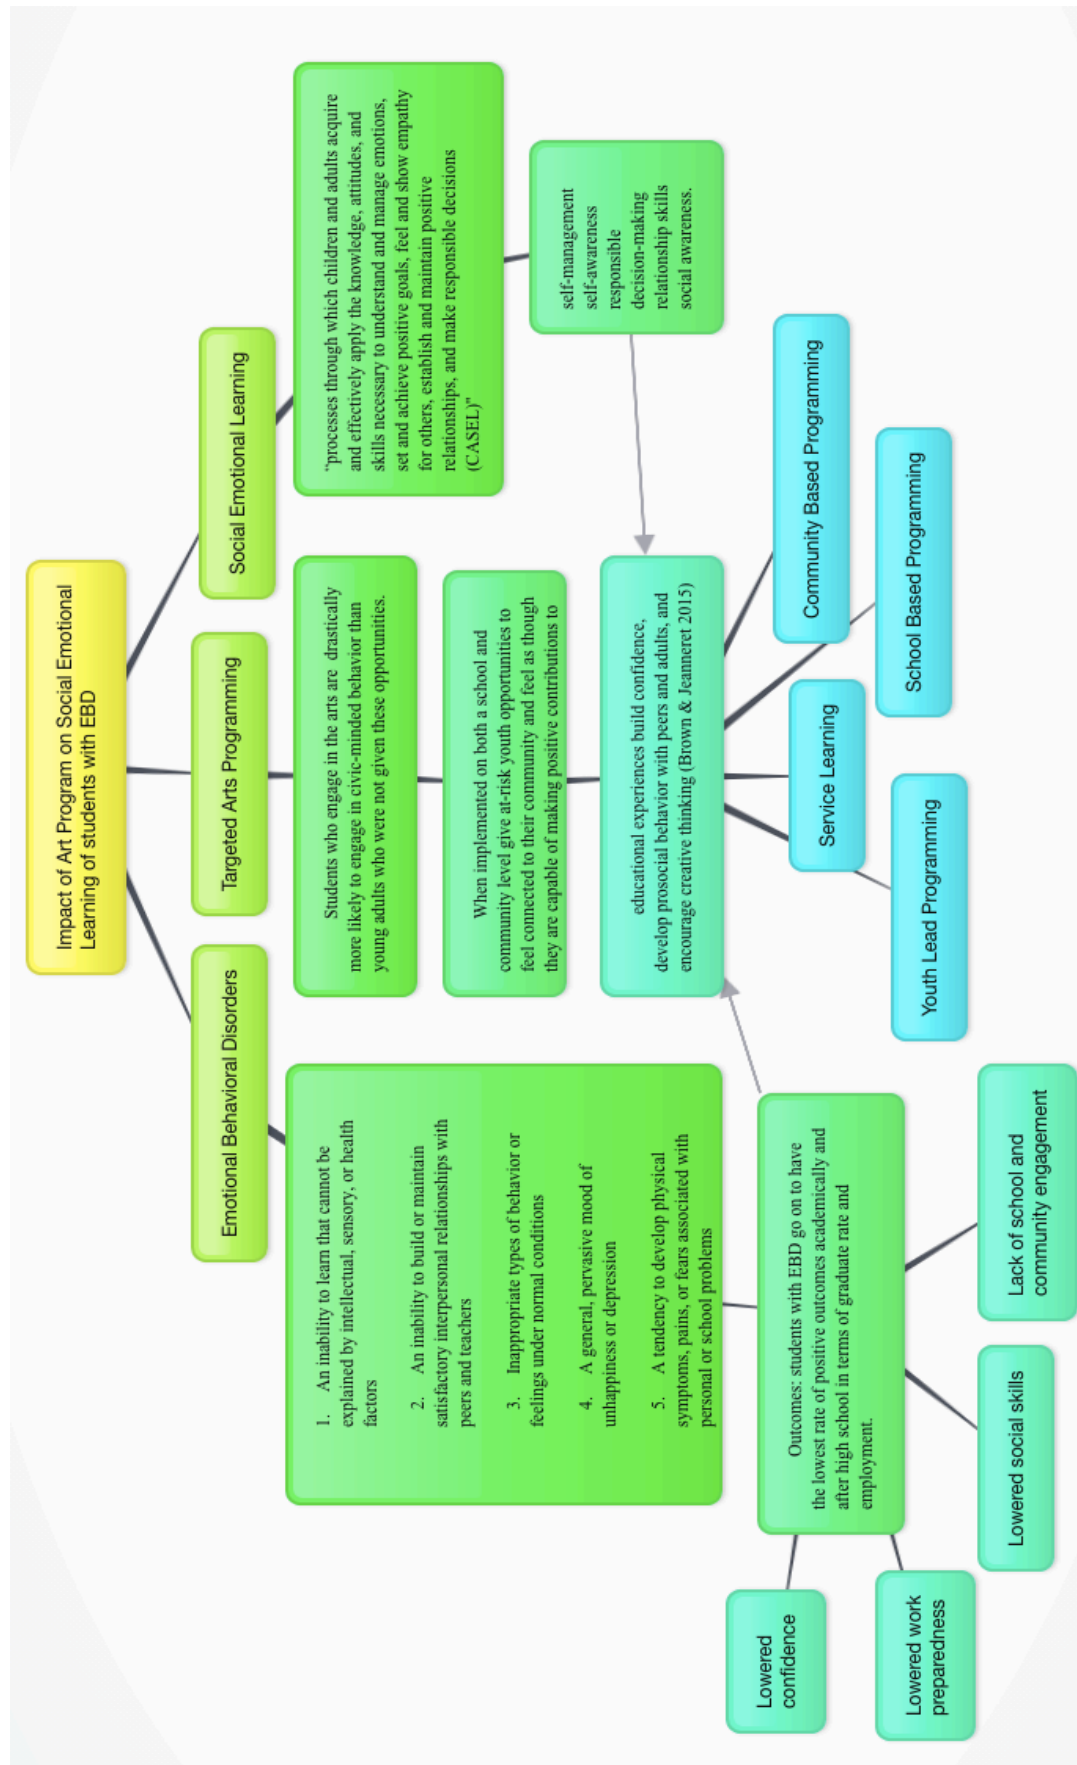 Impact of Art Program on Social Emotional
Learning of students with EBD
Emotional Behavioral Disorders
Targeted Arts Programming
Social Emotional Learning
1. An inability to learn that cannot be
explained by intellectual, sensory, or health
factors
2. An inability to build or maintain
satisfactory interpersonal relationships with
peers and teachers
3. Inappropriate types of behavior or
feelings under normal conditions
4. A general, pervasive mood of
unhappiness or depression
5. A tendency to develop physical
symptoms, pains, or fears associated with
personal or school problems
Students who engage in the arts are drastically
more likely to engage in civic-minded behavior than
young adults who were not given these opportunities.
"processes through which children and adults acquire
and effectively apply the knowledge, attitudes, and
skills necessary to understand and manage emotions,
set and achieve positive goals, feel and show empathy
for others, establish and maintain positive
relationships, and make responsible decisions
(CASEL)"
When implemented on both a school and
community level give at-risk youth opportunities to
feel connected to their community and feel as though
they are capable of making positive contributions to
self-management
self-awareness
responsible
decision-making
relationship skills
social awareness.
educational experiences build confidence,
develop prosocial behavior with peers and adults, and
encourage creative thinking (Brown & Jeanneret 2015)
Outcomes: students with EBD go on to have
the lowest rate of positive outcomes academically and
after high school in terms of graduate rate and
employment.
Lowered
confidence
Lowered work
preparedness
Lowered social skills
Lack of school and
community engagement
Youth Lead Programming
Service Learning
School Based Programming
Community Based Programming